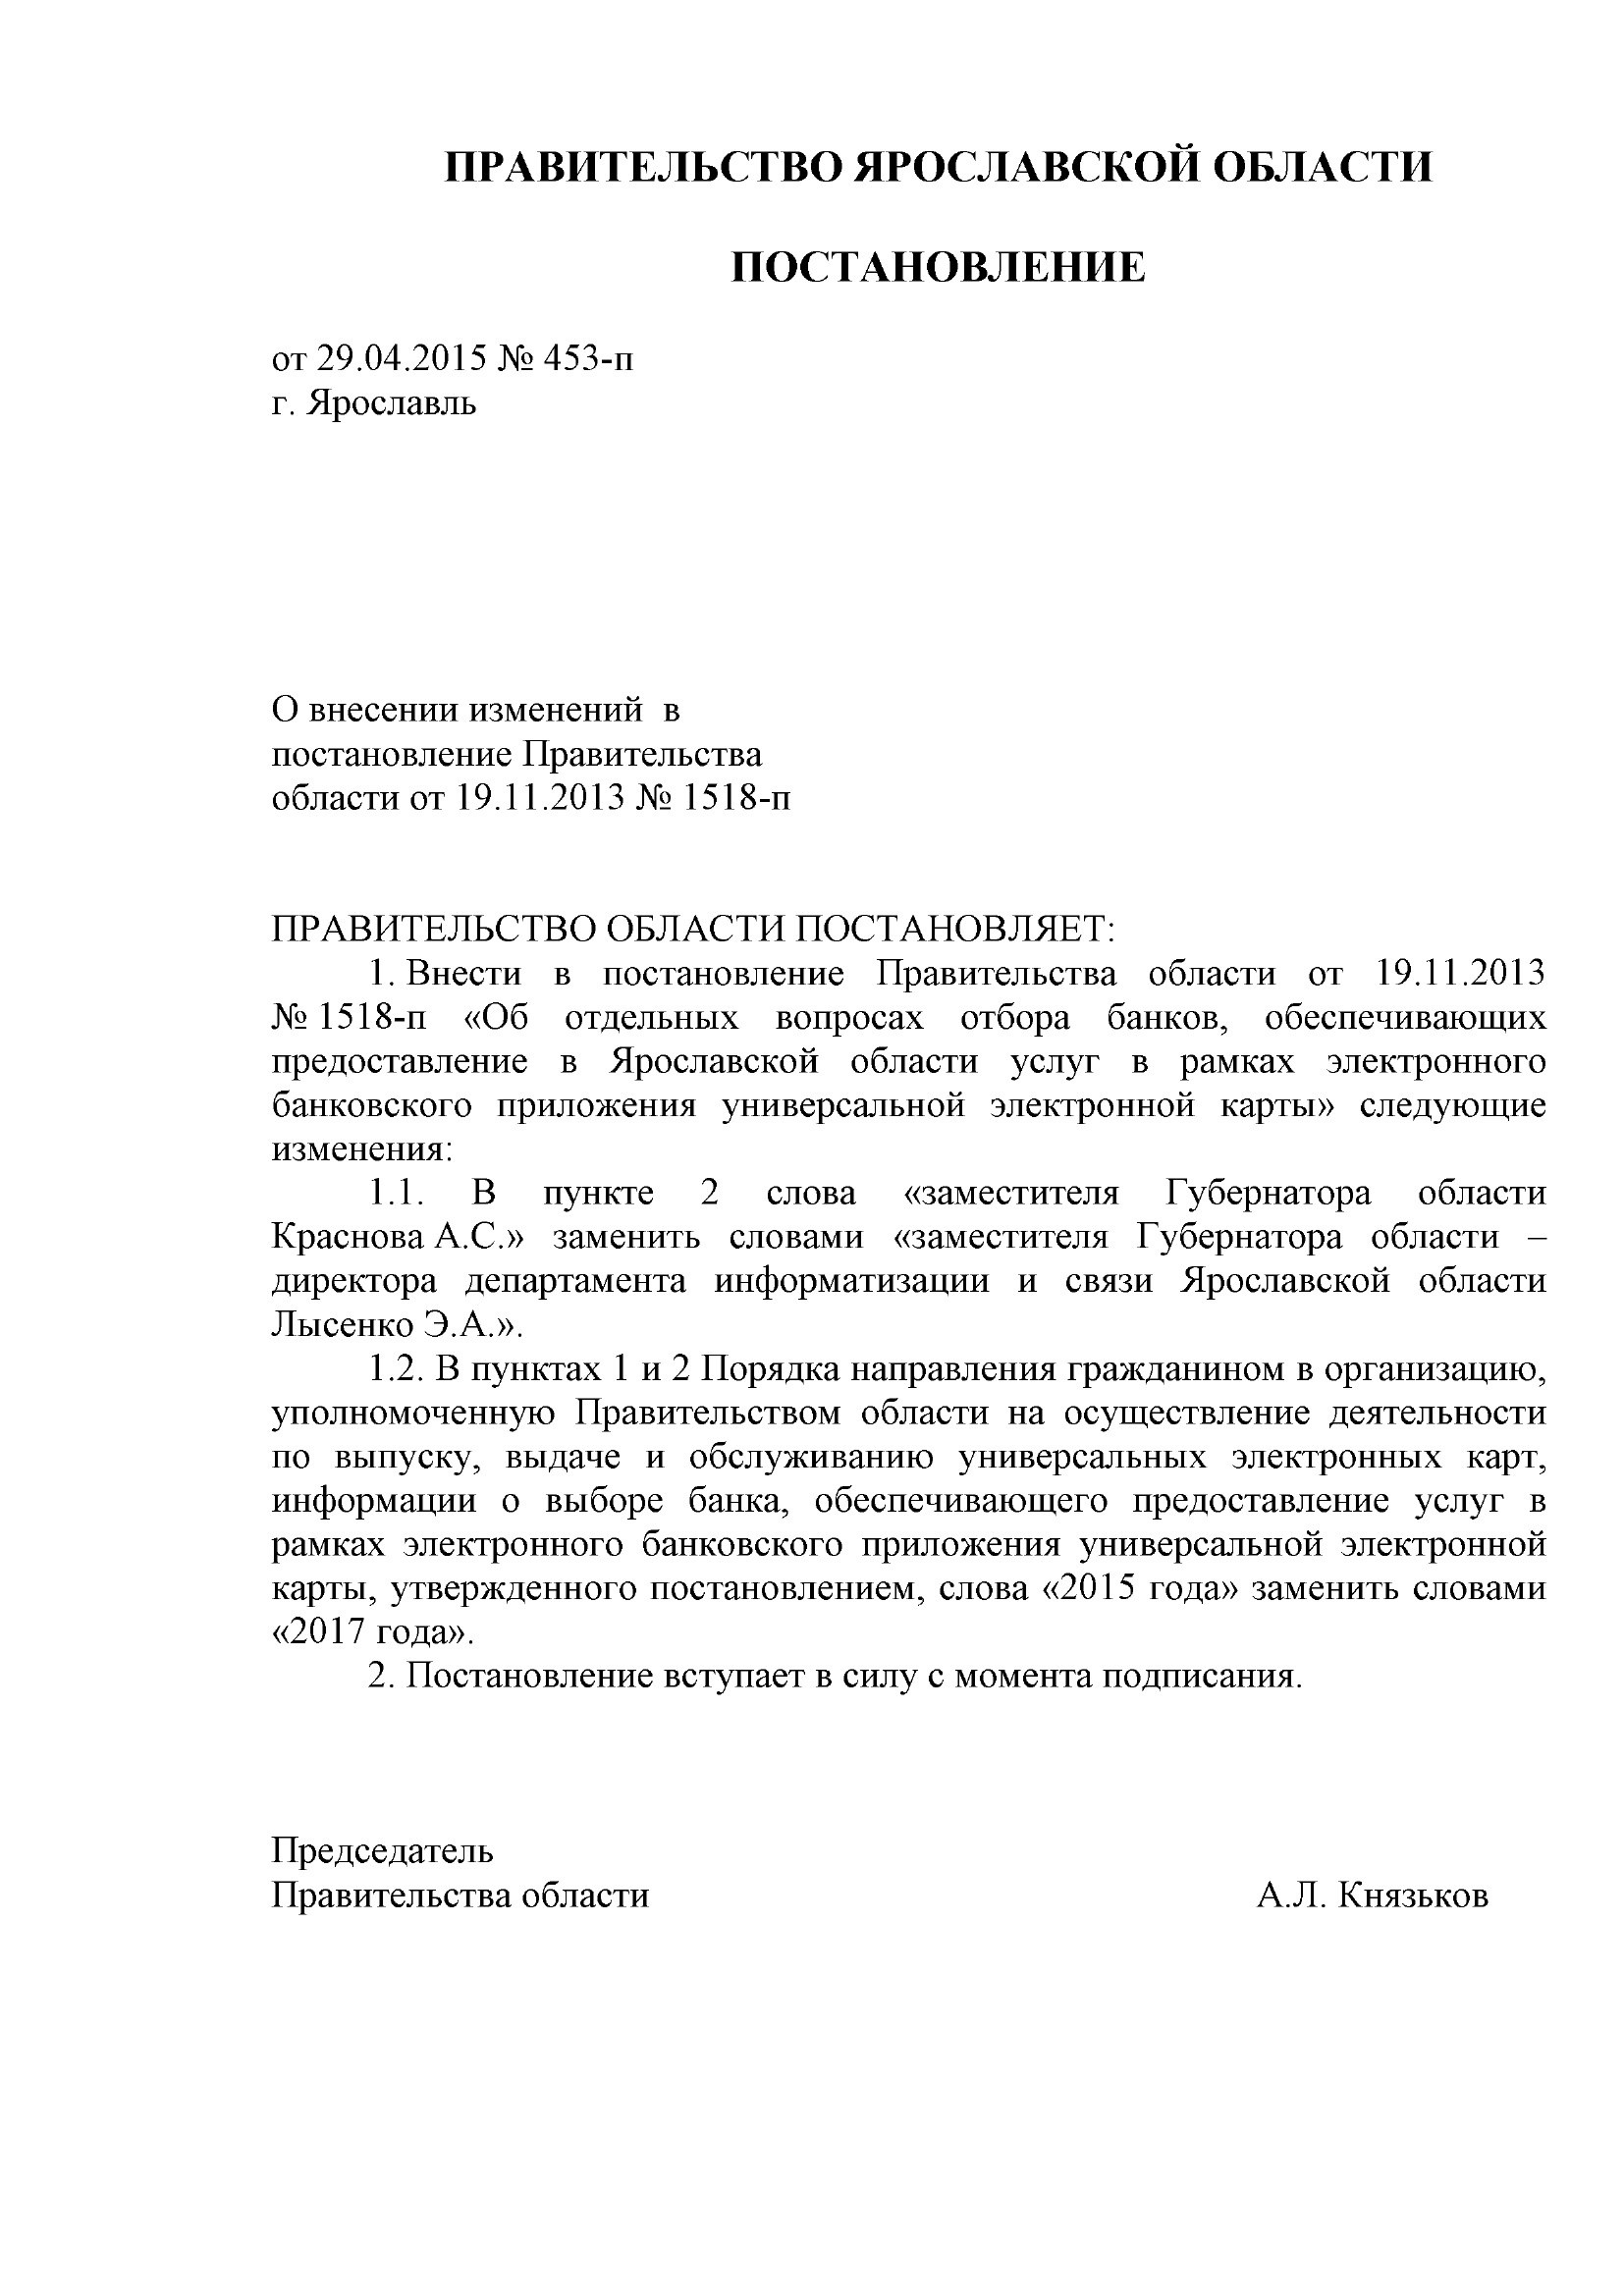 ПРАВИТЕЛЬСТВО ЯРОСЛАВСКОЙ ОБЛАСТИ
ПОСТАНОВЛЕНИЕ
от 29.04.2015 № 453-п
г. Ярославль
О внесении изменений  в
постановление Правительства
области от 19.11.2013 № 1518-п
ПРАВИТЕЛЬСТВО ОБЛАСТИ ПОСТАНОВЛЯЕТ:
1. Внести в постановление Правительства области от 19.11.2013
№ 1518-п «Об отдельных вопросах отбора банков, обеспечивающих
предоставление в Ярославской области услуг в рамках электронного
банковского приложения универсальной электронной карты» следующие
изменения:
1.1. В пункте 2 слова «заместителя Губернатора области
Краснова А.С.» заменить словами «заместителя Губернатора области –
директора департамента информатизации и связи Ярославской области
Лысенко Э.А.».
1.2. В пунктах 1 и 2 Порядка направления гражданином в организацию,
уполномоченную Правительством области на осуществление деятельности
по выпуску, выдаче и обслуживанию универсальных электронных карт,
информации о выборе банка, обеспечивающего предоставление услуг в
рамках электронного банковского приложения универсальной электронной
карты, утвержденного постановлением, слова «2015 года» заменить словами
«2017 года».
2. Постановление вступает в силу с момента подписания.
Председатель
Правительства области А.Л. Князьков